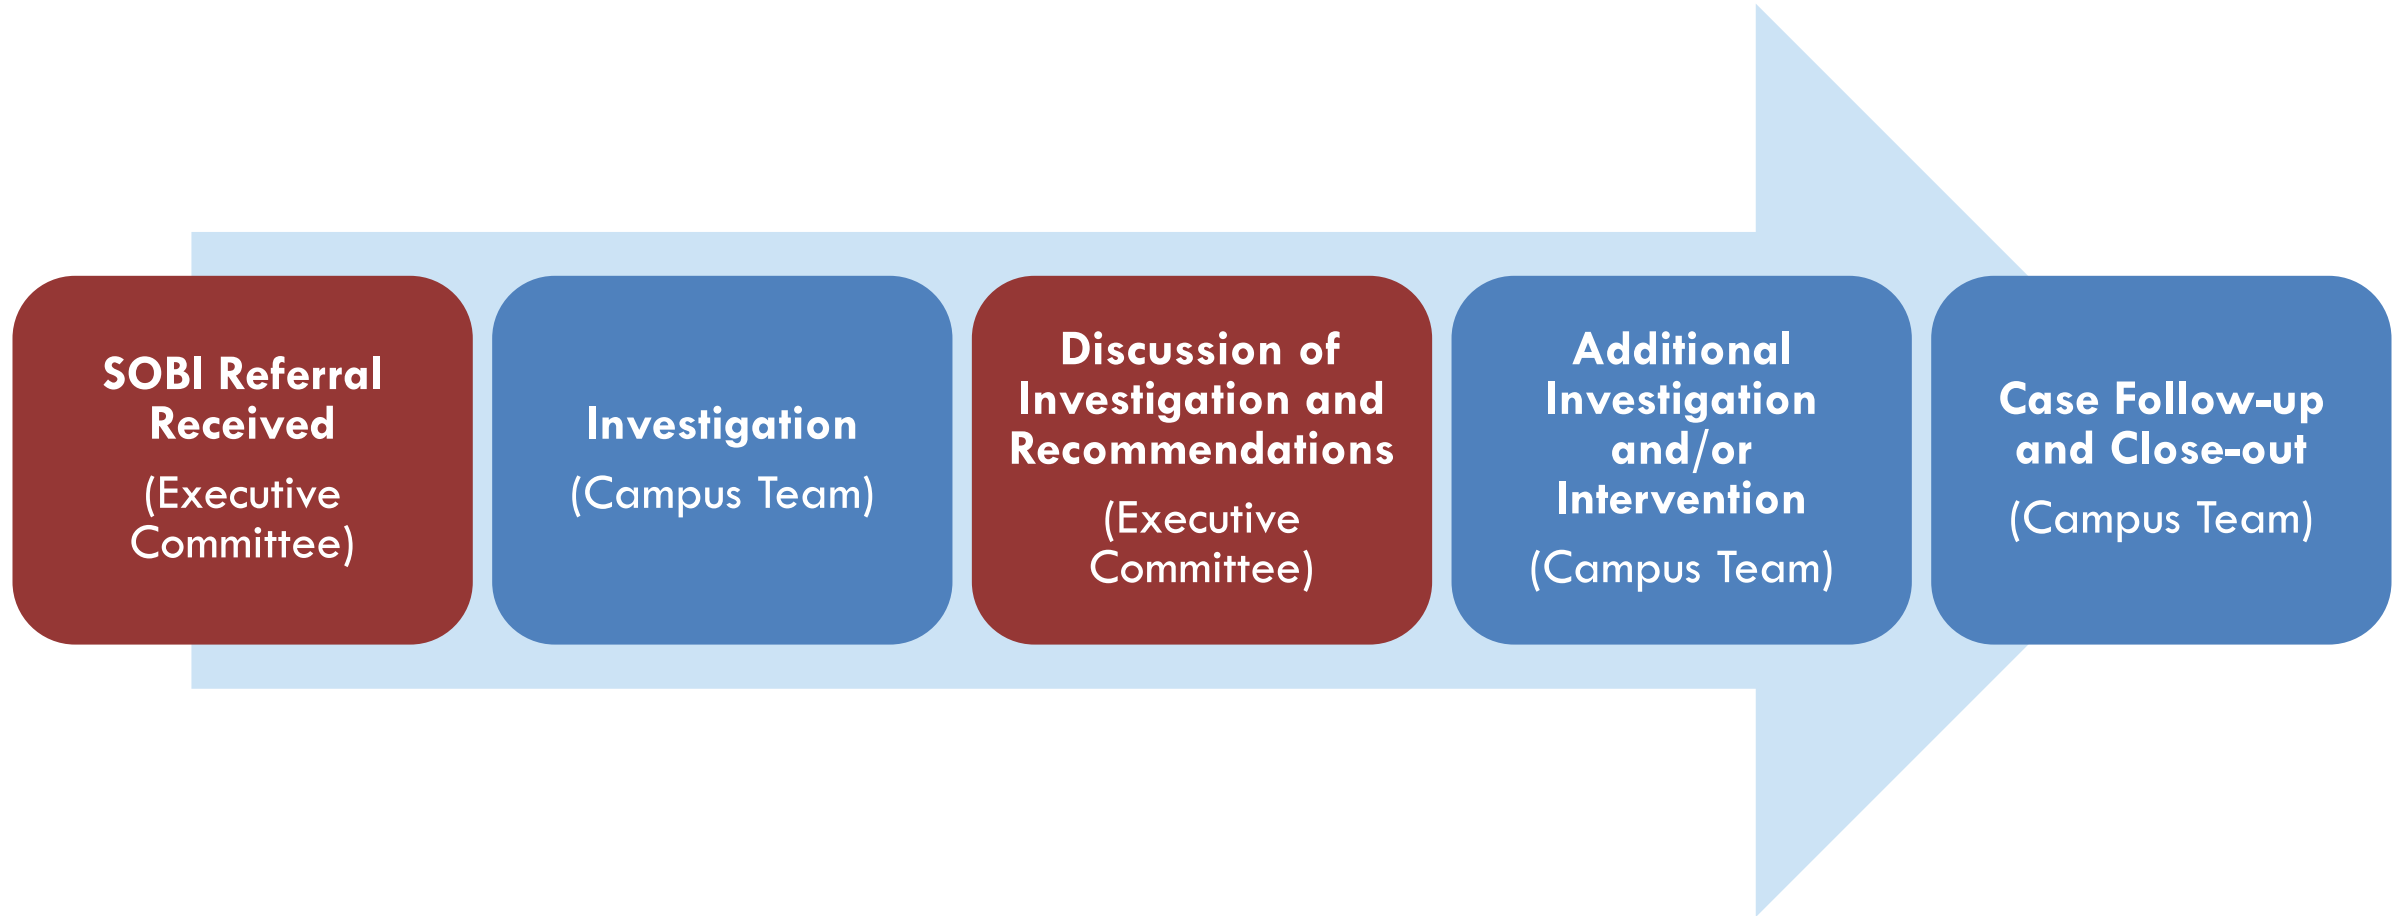 SOBI Referral
Received
(Executive
Committee)
Investigation
(Campus Team)
Discussion of
Investigation and
Recommendations
(Executive
Committee)
Additional
Investigation
and/or
Intervention
(Campus Team)
Case Follow-up
and Close-out
(Campus Team)